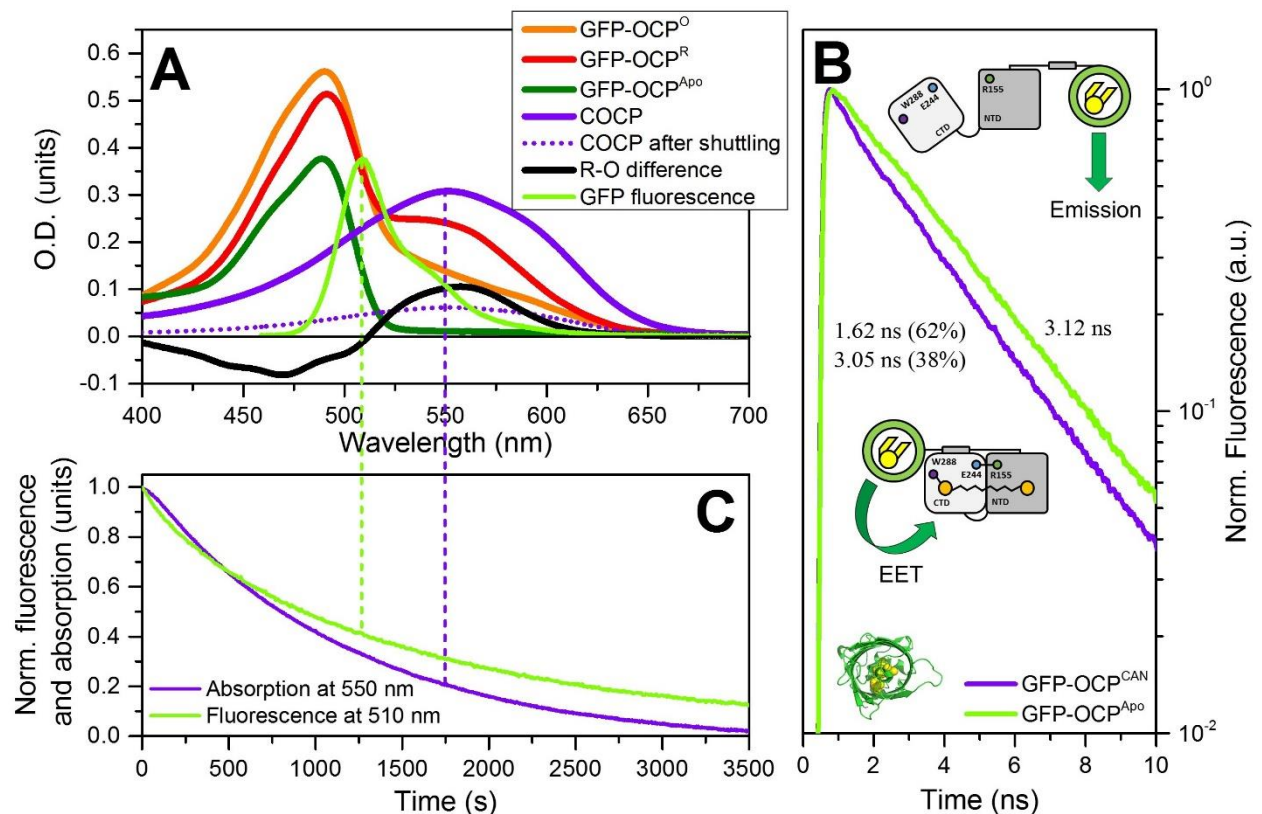 A
O.D. (units)
0.6
0.5
0.4
0.3
0.2
0.1
0.0
-0.1
GFP-OCP^O
GFP-OCP^R
GFP-OCP^Apo
COCP
COCP after shuttling
R-O difference
GFP fluorescence
400 450 500 550 600 650 700
Wavelength (nm)
C
Norm. fluorescence
and absorption (units)
1.0
0.8
0.6
0.4
0.2
0.0
Absorption at 550 nm
Fluorescence at 510 nm
0 500 1000 1500 2000 2500 3000 3500
Time (s)
B
W288
E244
CTD
R155
NTD
Emission
1.62 ns (62%)
3.05 ns (38%)
3.12 ns
W288
E244
R155
CTD
NTD
EET
GFP-OCP^CAN
GFP-OCP^Apo
10^0
10^-1
10^-2
Norm. Fluorescence (a.u.)
2 4 6 8 10
Time (ns)